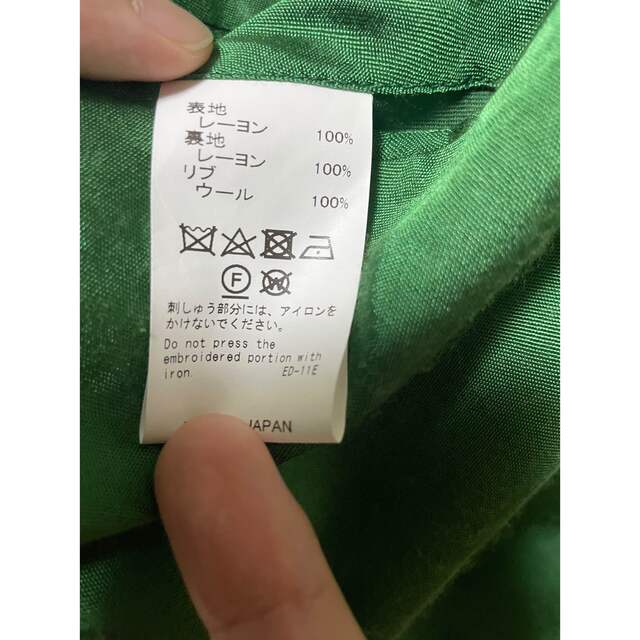 表地
レーヨン 100%
裏地
レーヨン 100%
リブ
ウール 100%
F W
刺しゅう部分には、アイロンを
かけないでください。
Do not press the
embroidered portion with
iron. ED-11E
JAPAN